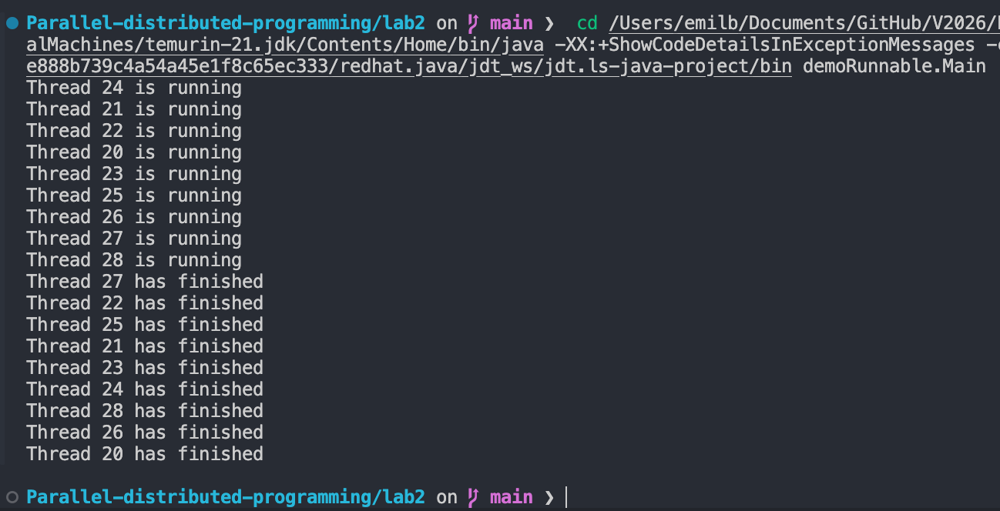 Parallel-distributed-programming/lab2 on main ❯ cd /Users/emilb/Documents/GitHub/V2026/
alMachines/temurin-21.jdk/Contents/Home/bin/java -XX:+ShowCodeDetailsInExceptionMessages
e888b739c4a54a45e1f8c65ec333/redhat.java/jdt_ws/jdt.ls-java-project/bin demoRunnable.Main
Thread 24 is running
Thread 21 is running
Thread 22 is running
Thread 20 is running
Thread 23 is running
Thread 25 is running
Thread 26 is running
Thread 27 is running
Thread 28 is running
Thread 27 has finished
Thread 22 has finished
Thread 25 has finished
Thread 21 has finished
Thread 23 has finished
Thread 24 has finished
Thread 28 has finished
Thread 26 has finished
Thread 20 has finished
Parallel-distributed-programming/lab2 on main ❯